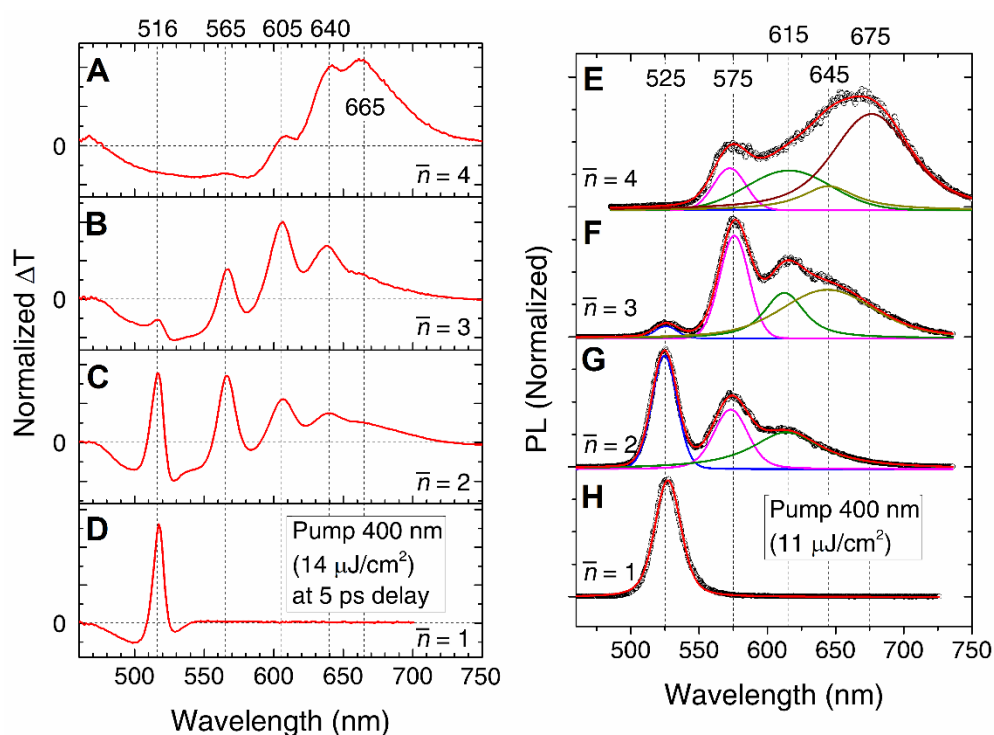 516 565 605 640
A
665
0
n̄ = 4
B
0
n̄ = 3
C
0
n̄ = 2
D
Pump 400 nm
(14 μJ/cm²)
at 5 ps delay
0
n̄ = 1
500 550 600 650 700 750
Wavelength (nm)
Normalized ΔT
615 675
E
525 575 645
n̄ = 4
F
n̄ = 3
G
n̄ = 2
H
Pump 400 nm
(11 μJ/cm²)
n̄ = 1
500 550 600 650 700 750
Wavelength (nm)
PL (Normalized)